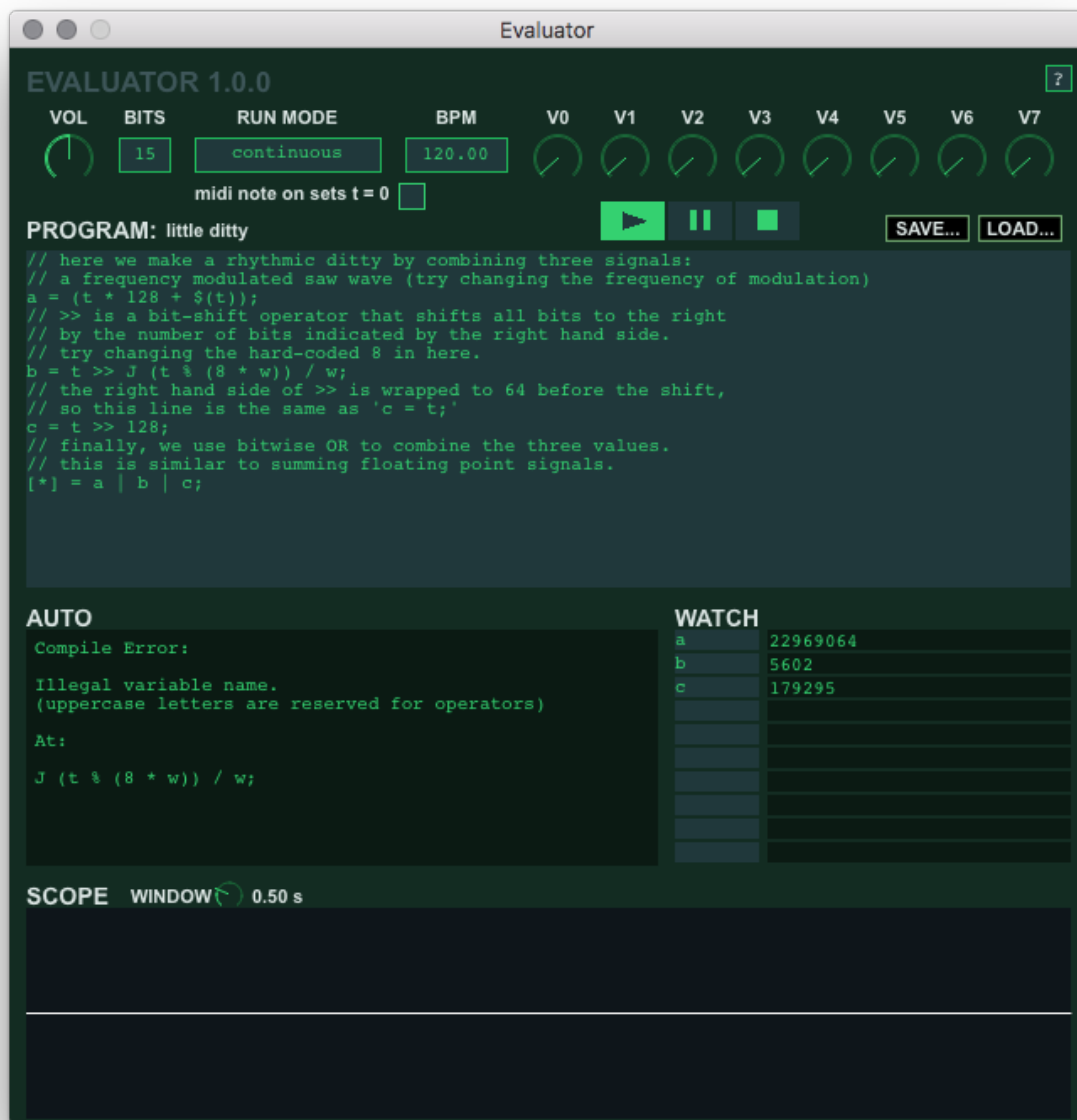 Evaluator
EVALUATOR 1.0.0
?
VOL BITS RUN MODE BPM V0 V1 V2 V3 V4 V5 V6 V7
15 continuous 120.00
midi note on sets t = 0
PROGRAM: little ditty
SAVE... LOAD...
// here we make a rhythmic ditty by combining three signals:
// a frequency modulated saw wave (try changing the frequency of modulation)
a = (t * 128 + $(t));
// >> is a bit-shift operator that shifts all bits to the right
// by the number of bits indicated by the right hand side.
// try changing the hard-coded 8 in here.
b = t >> J (t % (8 * w)) / w;
// the right hand side of >> is wrapped to 64 before the shift,
// so this line is the same as 'c = t;'
c = t >> 128;
// finally, we use bitwise OR to combine the three values.
// this is similar to summing floating point signals.
[*] = a | b | c;
AUTO
Compile Error:
Illegal variable name.
(uppercase letters are reserved for operators)
At:
J (t % (8 * w)) / w;
WATCH
a 22969064
b 5602
c 179295
SCOPE WINDOW 0.50 s